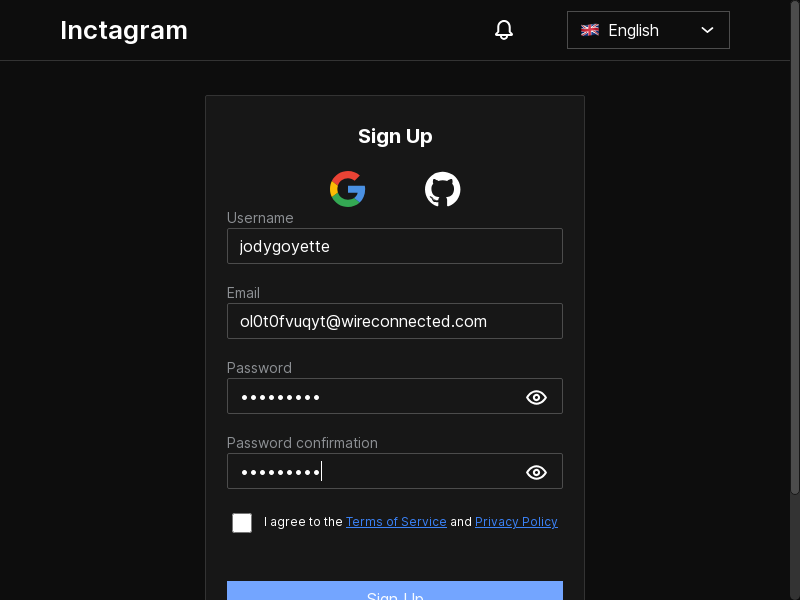 Inctagram
English
Sign Up
Username
jodygoyette
Email
ol0t0fvuqyt@wireconnected.com
Password
•••••••••
Password confirmation
•••••••••
I agree to the Terms of Service and Privacy Policy
Sign Up